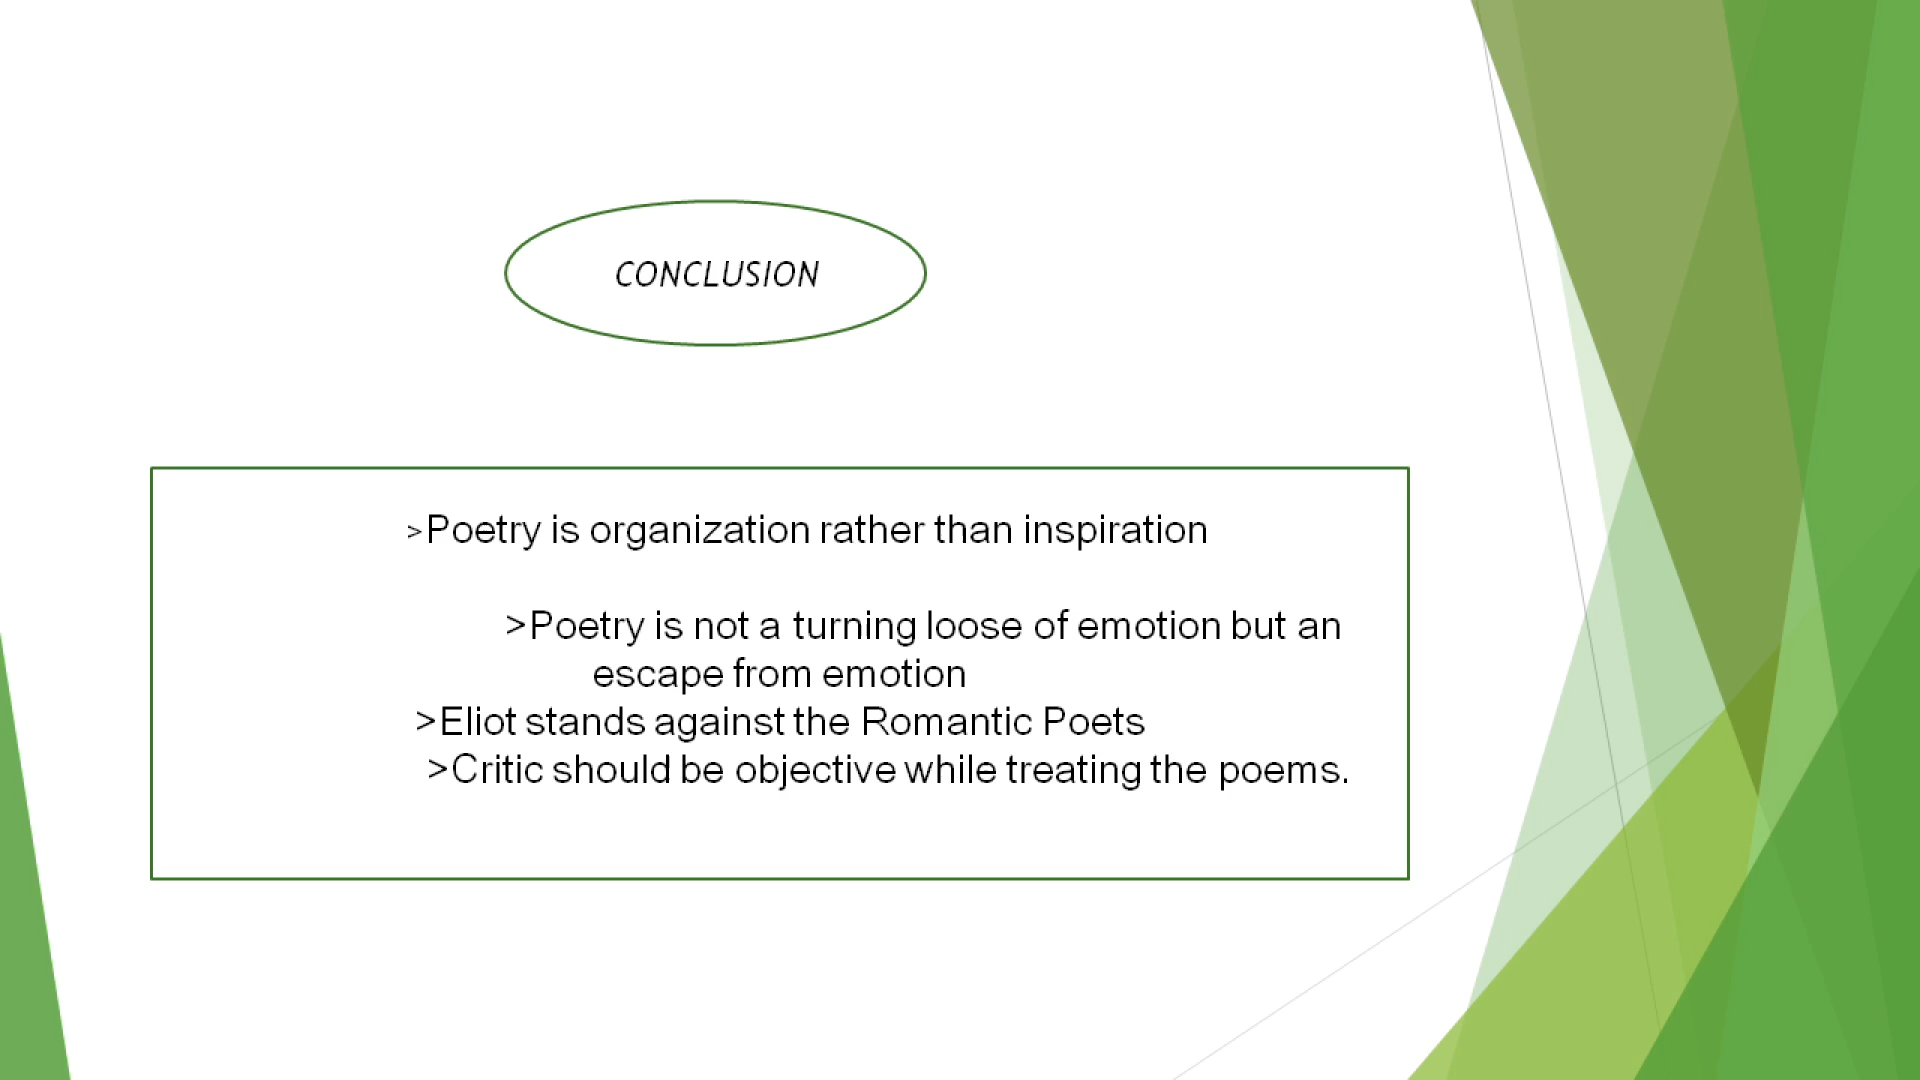 CONCLUSION
>Poetry is organization rather than inspiration
>Poetry is not a turning loose of emotion but an
escape from emotion
>Eliot stands against the Romantic Poets
>Critic should be objective while treating the poems.